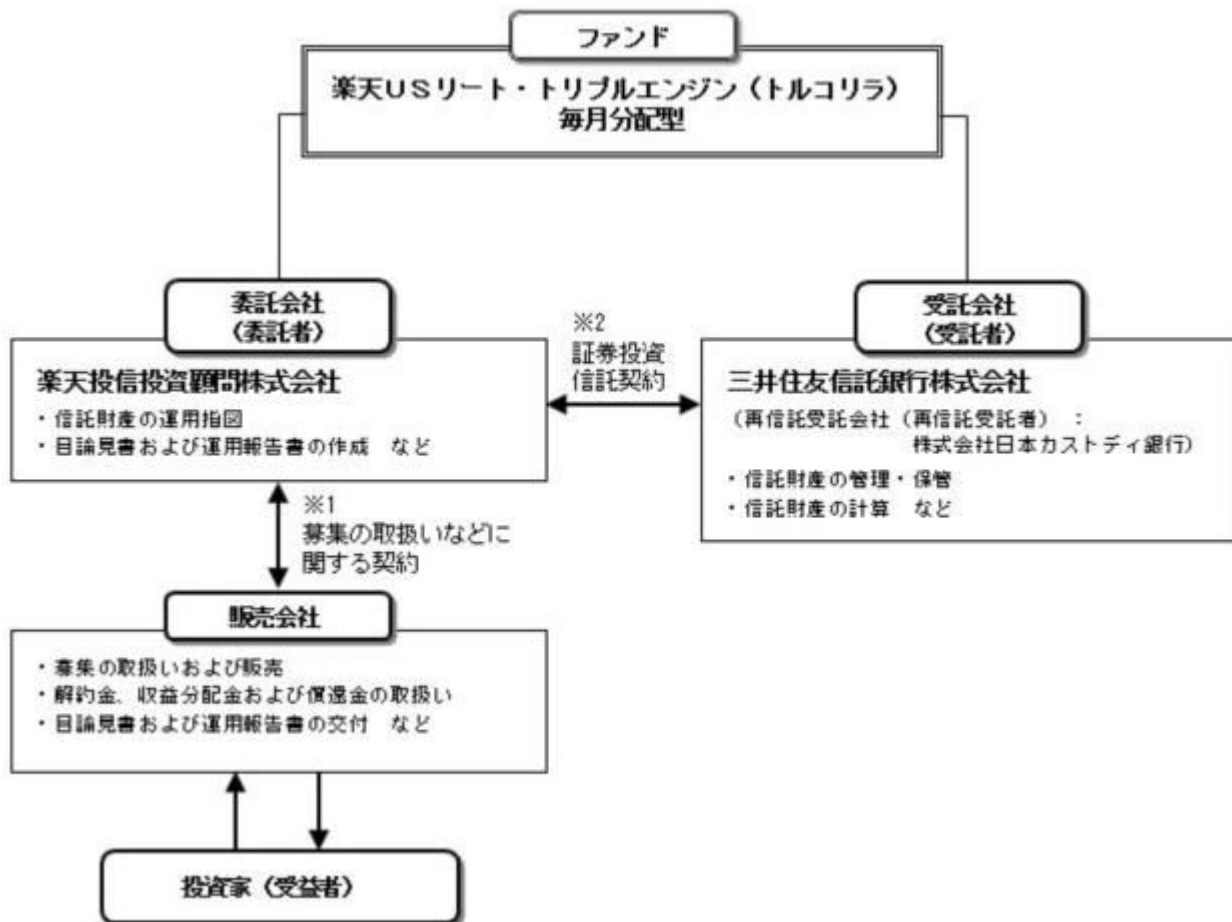 ファンド
楽天USリート・トリプルエンジン(トルコリラ)
毎月分配型
委託会社
(委託者)
楽天投信投資顧問株式会社
・信託財産の運用指図
・目論見書および運用報告書の作成 など
※2
証券投資
信託契約
受託会社
(受託者)
三井住友信託銀行株式会社
(再信託受託会社(再信託受託者) :
株式会社日本カストディ銀行)
・信託財産の管理・保管
・信託財産の計算 など
※1
募集の取扱いなどに
関する契約
販売会社
・募集の取扱いおよび販売
・解約金、収益分配金および償還金の取扱い
・目論見書および運用報告書の交付 など
投資家(受益者)